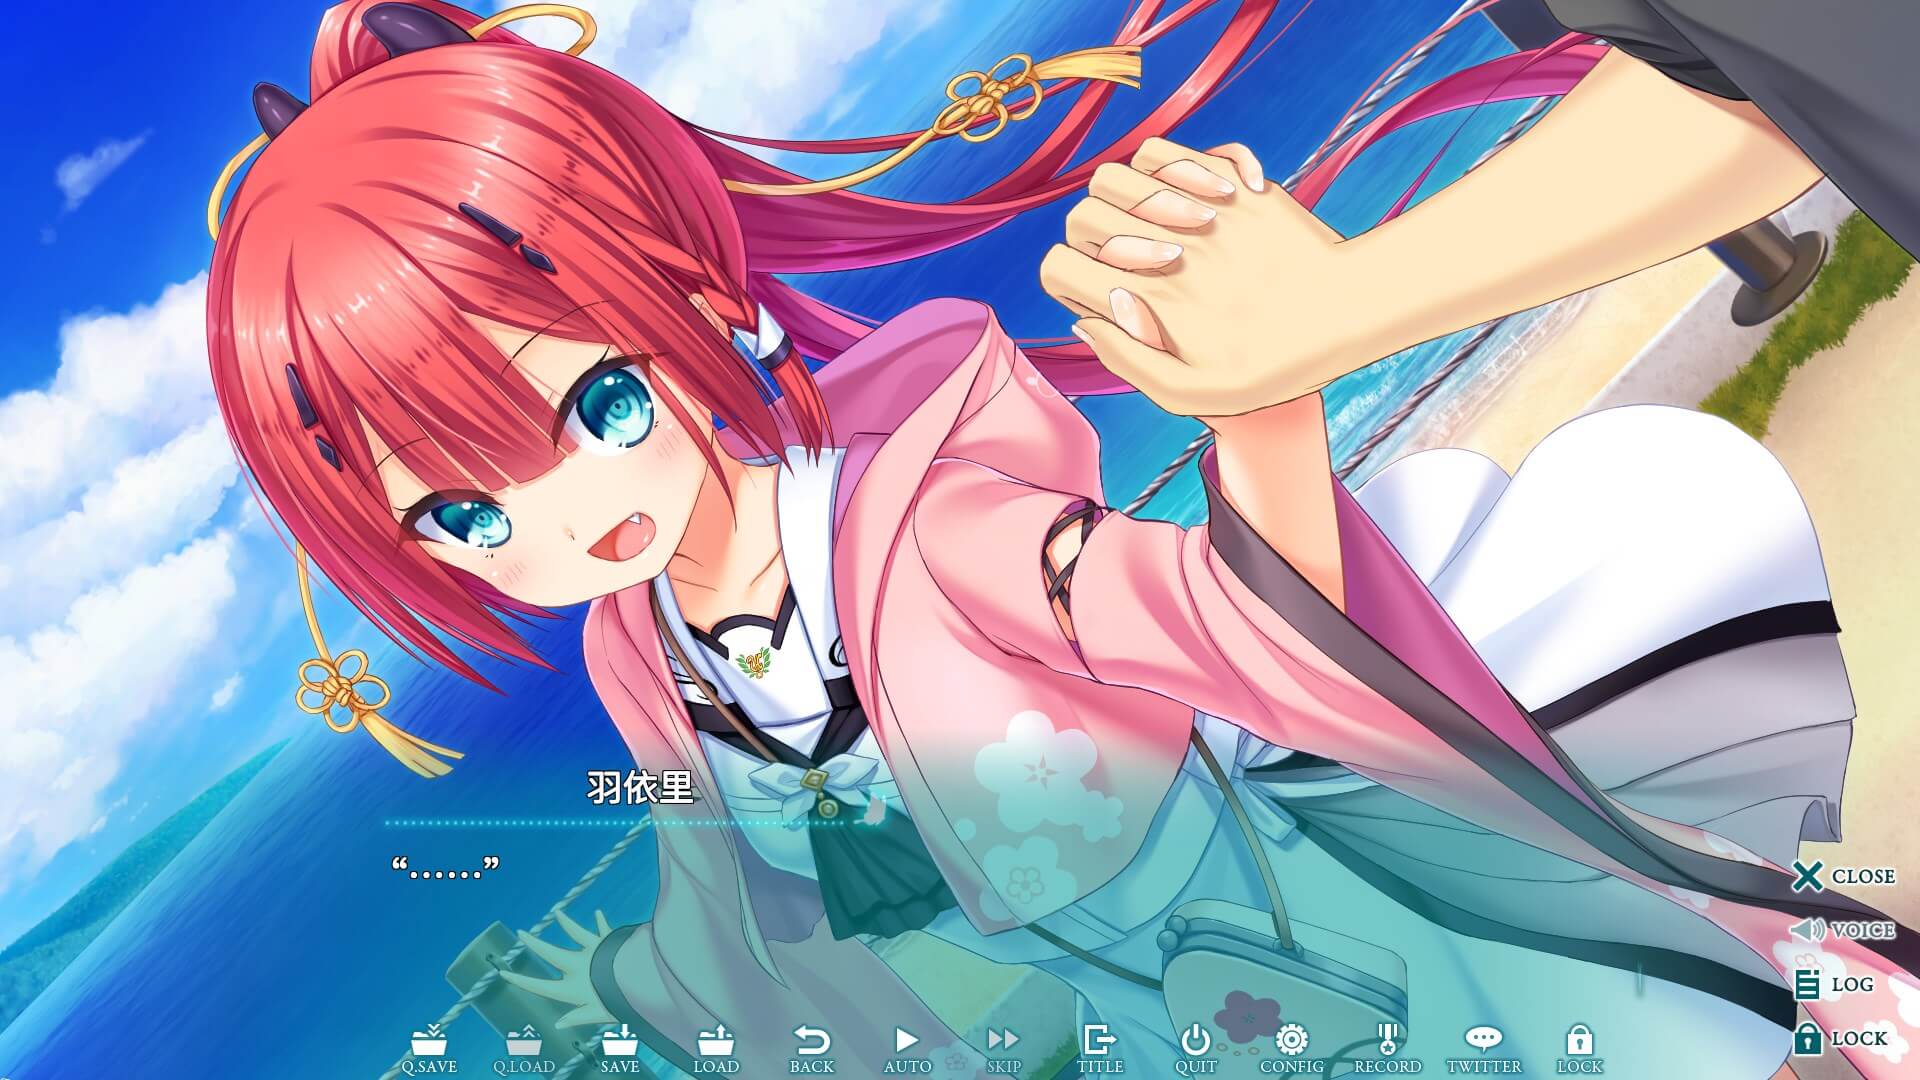 羽依里
“……”
CLOSE
VOICE
LOG
LOCK
Q.SAVE
Q.LOAD
SAVE
LOAD
BACK
AUTO
SKIP
TITLE
QUIT
CONFIG
RECORD
TWITTER
LOCK